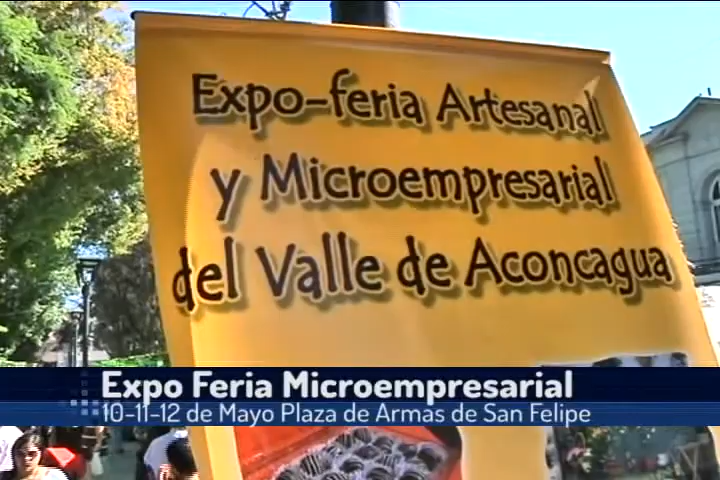 Expo-feria Artesanal
y Microempresarial
del Valle de Aconcagua
Expo Feria Microempresarial
10-11-12 de Mayo Plaza de Armas de San Felipe